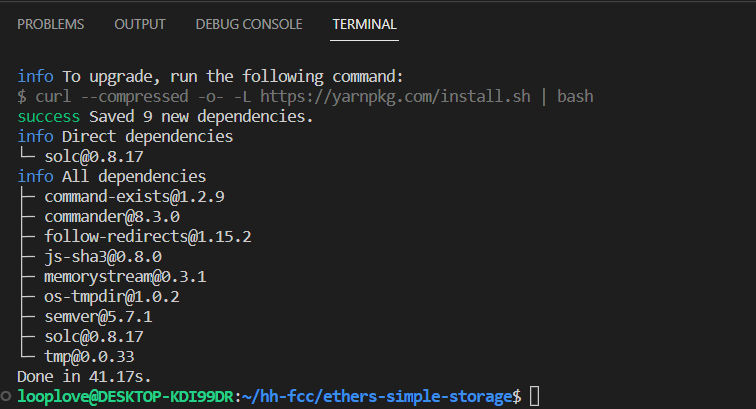 PROBLEMS OUTPUT DEBUG CONSOLE TERMINAL
info To upgrade, run the following command:
$ curl --compressed -o- -L https://yarnpkg.com/install.sh | bash
success Saved 9 new dependencies.
info Direct dependencies
└─ solc@0.8.17
info All dependencies
├─ command-exists@1.2.9
├─ commander@8.3.0
├─ follow-redirects@1.15.2
├─ js-sha3@0.8.0
├─ memorystream@0.3.1
├─ os-tmpdir@1.0.2
├─ semver@5.7.1
├─ solc@0.8.17
└─ tmp@0.0.33
Done in 41.17s.
looplove@DESKTOP-KDI99DR:~/hh-fcc/ethers-simple-storage$